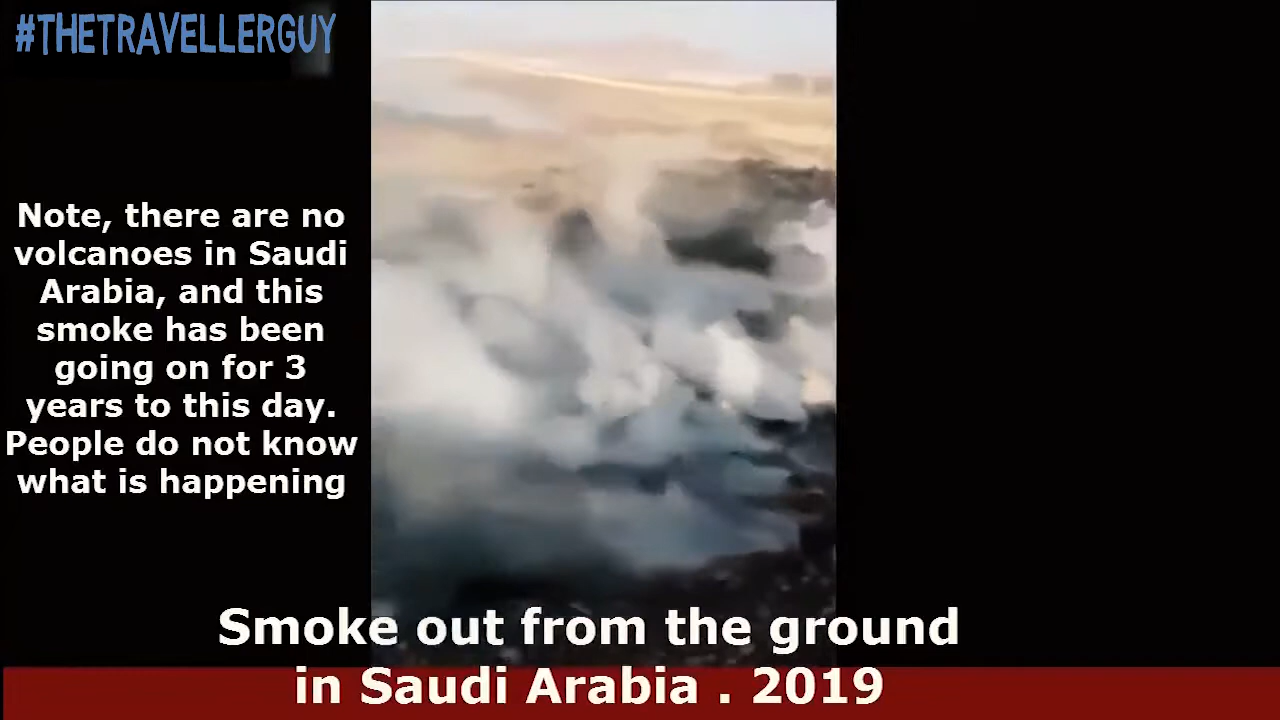 #THETRAVELLERGUY
Note, there are no
volcanoes in Saudi
Arabia, and this
smoke has been
going on for 3
years to this day.
People do not know
what is happening
Smoke out from the ground
in Saudi Arabia . 2019